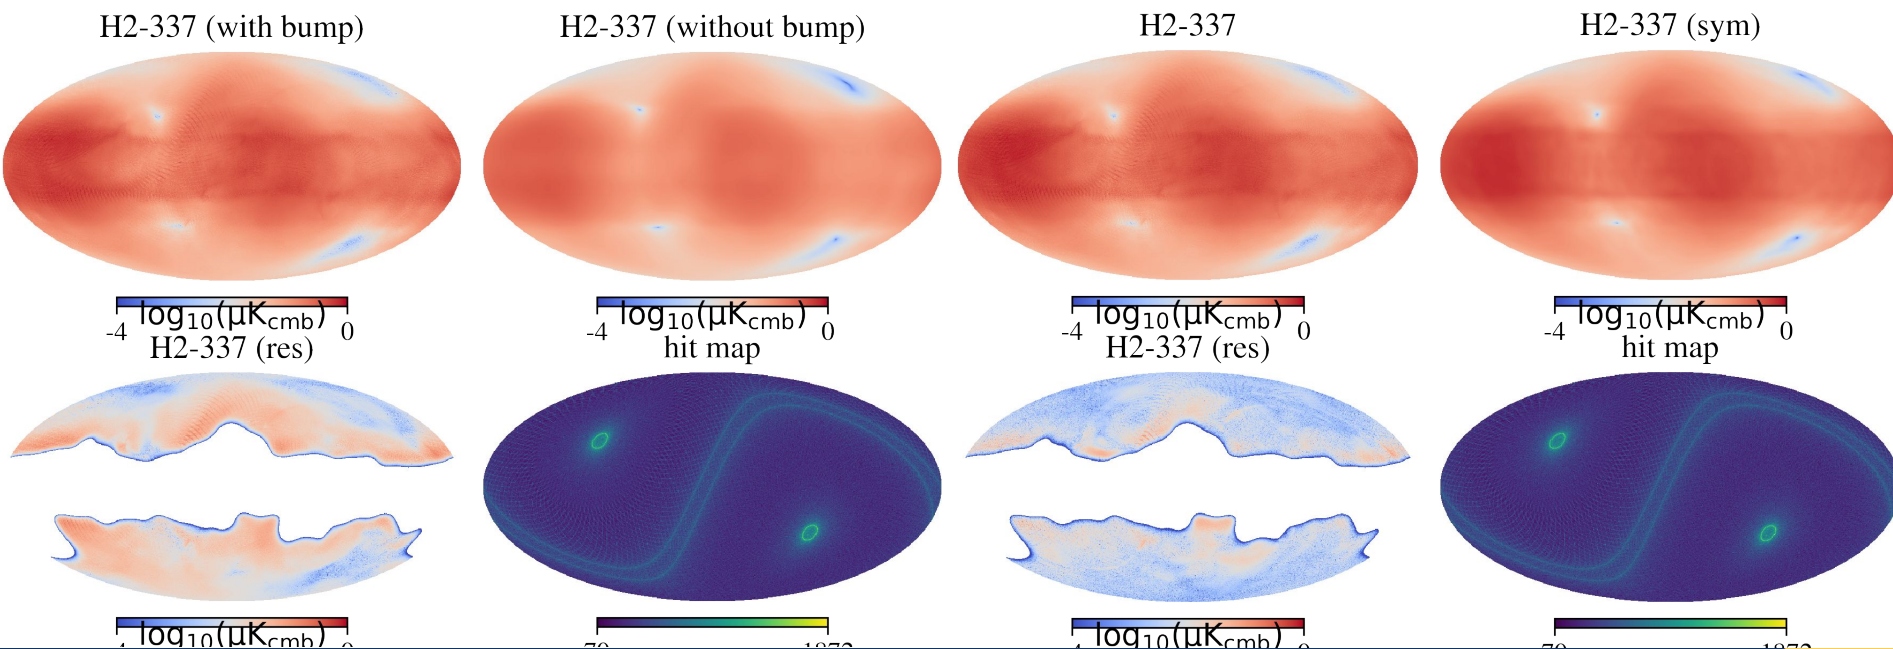 H2-337 (with bump)
H2-337 (without bump)
H2-337
H2-337 (sym)
-4 log10(μKcmb) 0
-4 log10(μKcmb) 0
-4 log10(μKcmb) 0
-4 log10(μKcmb) 0
H2-337 (res)
hit map
H2-337 (res)
hit map
log10(μKcmb)
log10(μKcmb)